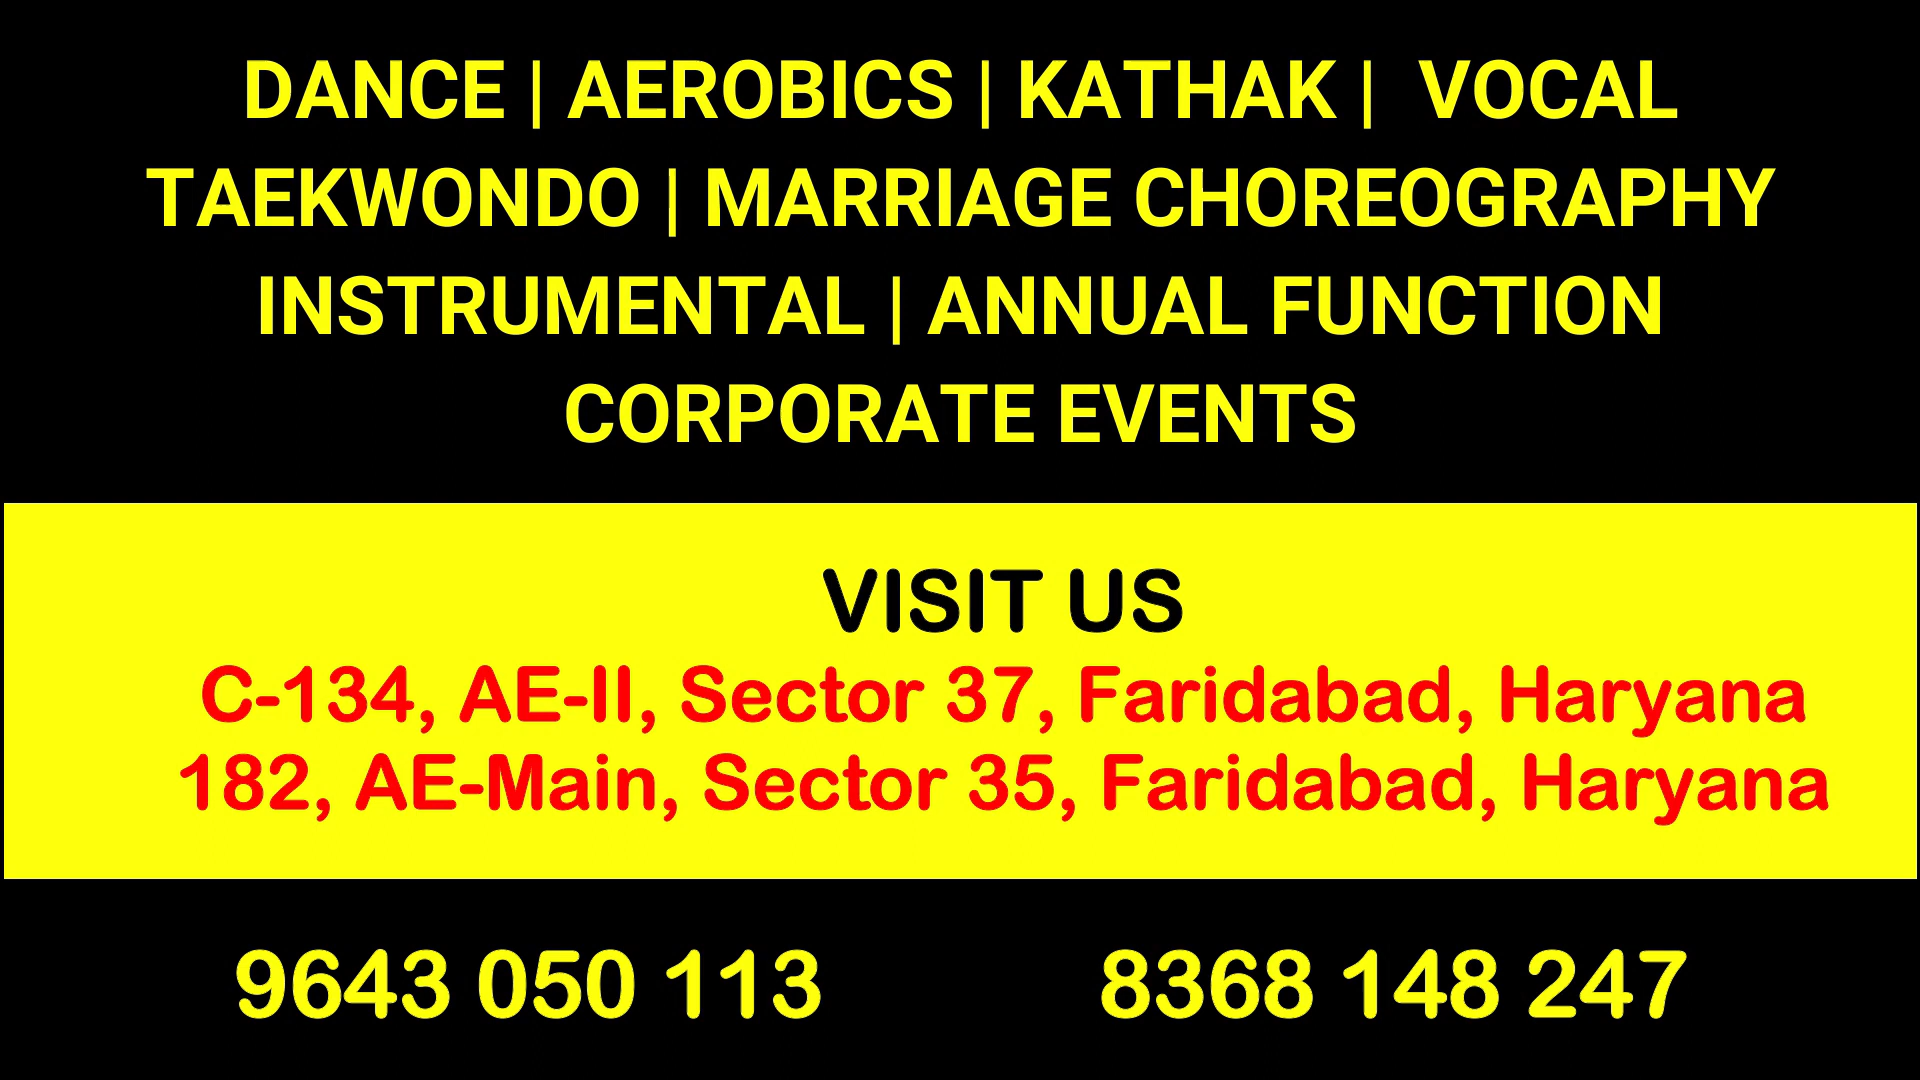 DANCE | AEROBICS | KATHAK | VOCAL
TAEKWONDO | MARRIAGE CHOREOGRAPHY
INSTRUMENTAL | ANNUAL FUNCTION
CORPORATE EVENTS
VISIT US
C-134, AE-II, Sector 37, Faridabad, Haryana
182, AE-Main, Sector 35, Faridabad, Haryana
9643 050 113 8368 148 247